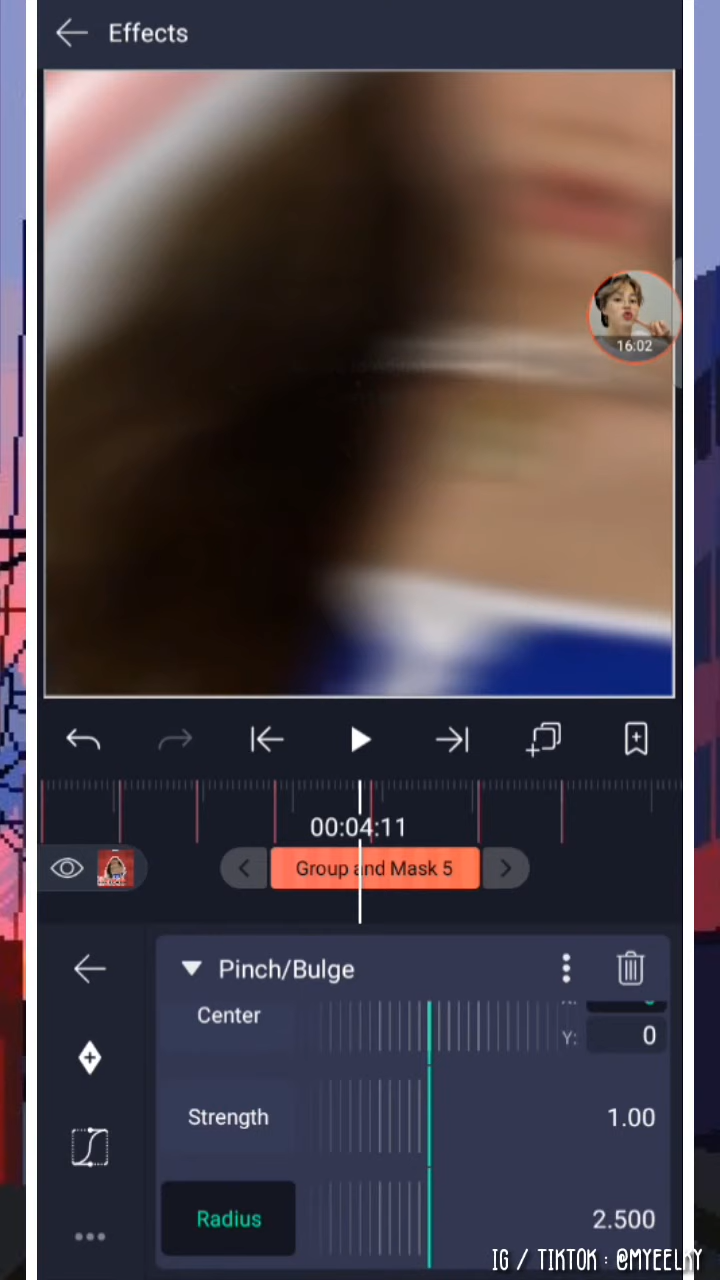 Effects
16:02
00:04:11
Group and Mask 5
Pinch/Bulge
Center
Y: 0
Strength 1.00
Radius 2.500
IG / TIKTOK : @MYEELKY